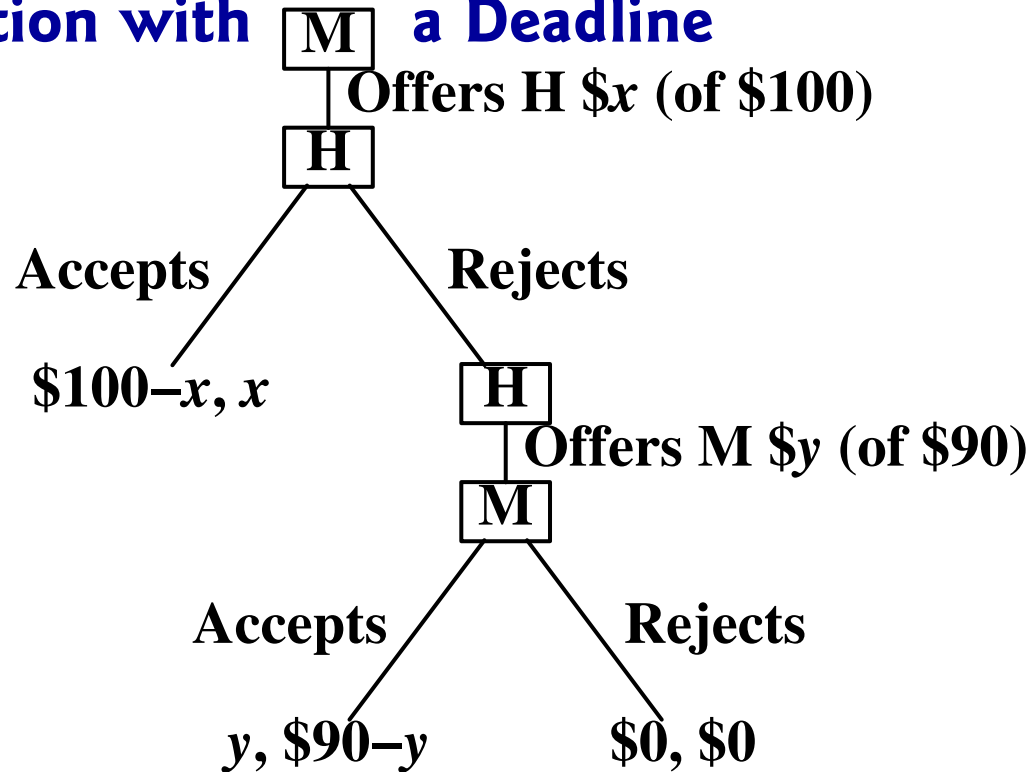 tion with a Deadline
M
Offers H $x (of $100)
H
Accepts Rejects
$100–x, x
H
Offers M $y (of $90)
M
Accepts Rejects
y, $90–y $0, $0